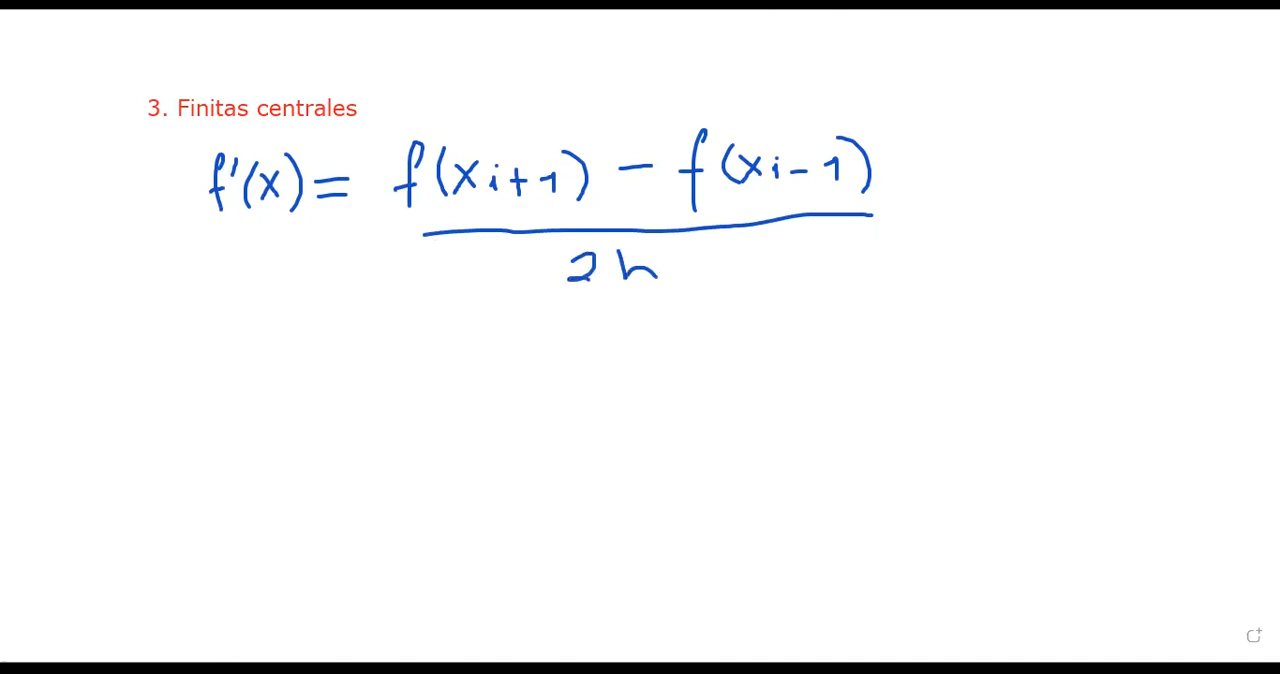 3. Finitas centrales
f'(x) = f(xi+1) - f(xi-1)
2h